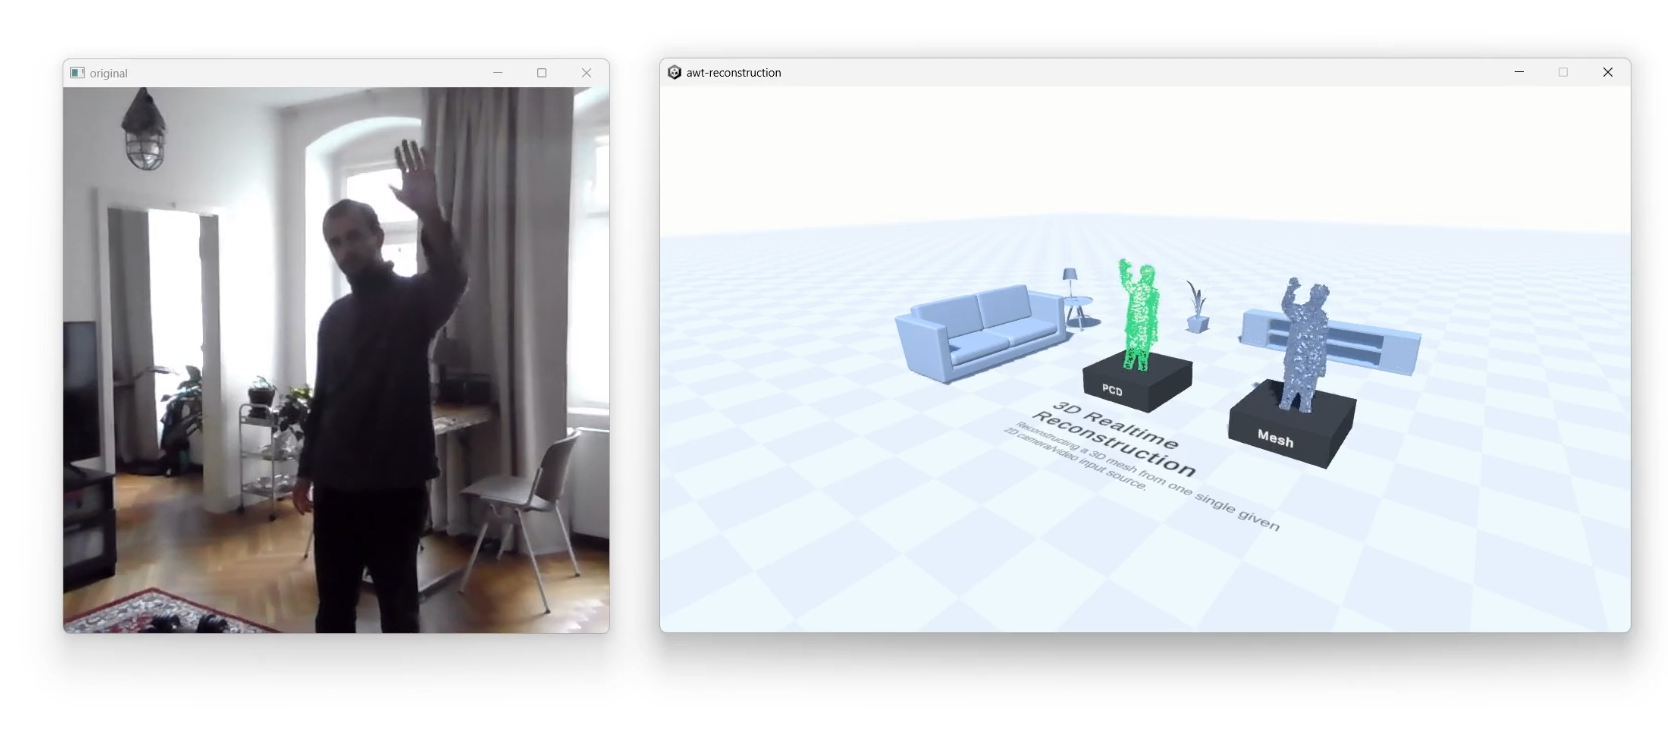 original
awt-reconstruction
PCD
Mesh
3D Realtime
Reconstruction
Reconstructing a 3D mesh from one single given
2D camera/video input source.